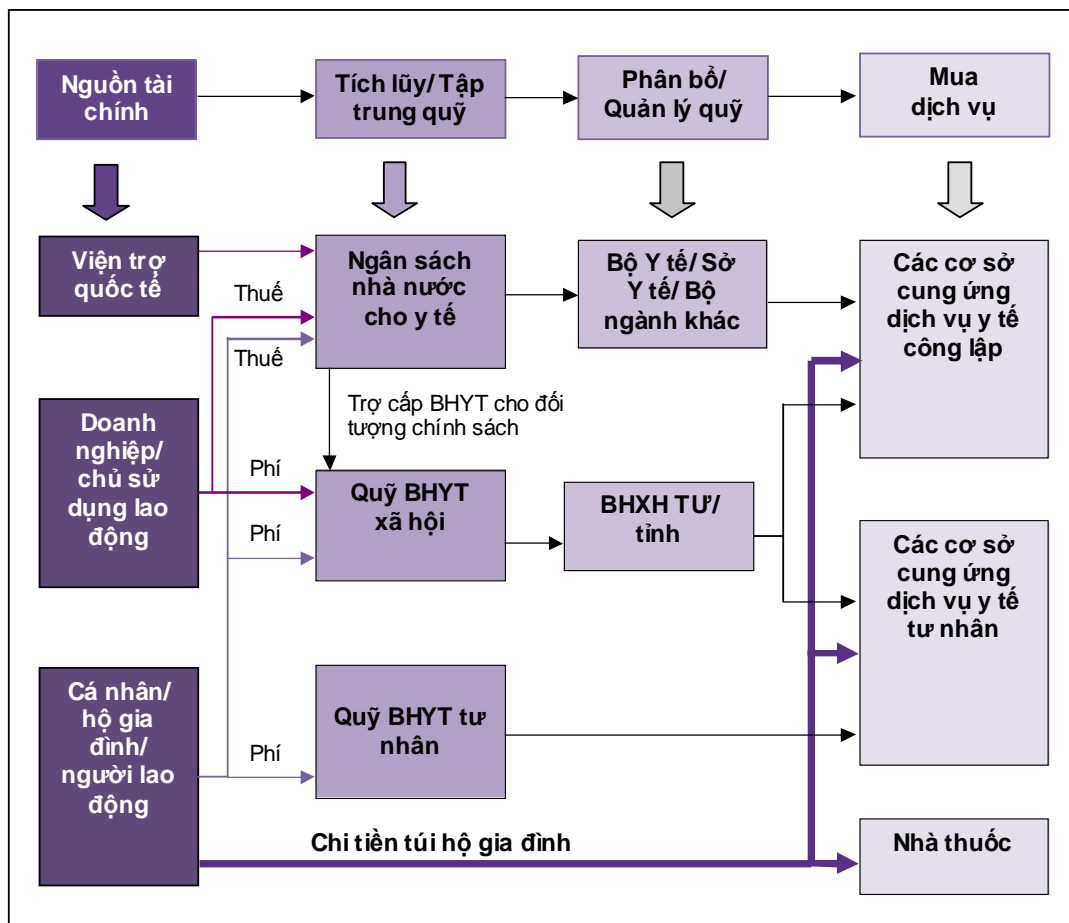 Nguồn tài
chính
Tích lũy/ Tập
trung quỹ
Phân bổ/
Quản lý quỹ
Mua
dịch vụ
Viện trợ
quốc tế
Thuế
Thuế
Ngân sách
nhà nước
cho y tế
Bộ Y tế/ Sở
Y tế/ Bộ
ngành khác
Các cơ sở
cung ứng
dịch vụ y tế
công lập
Trợ cấp BHYT cho đối
tượng chính sách
Doanh
nghiệp/
chủ sử
dụng lao
động
Phí
Phí
Quỹ BHYT
xã hội
BHXH TƯ/
tỉnh
Các cơ sở
cung ứng
dịch vụ y tế
tư nhân
Cá nhân/
hộ gia
đình/
người lao
động
Phí
Quỹ BHYT tư
nhân
Chi tiền túi hộ gia đình
Nhà thuốc